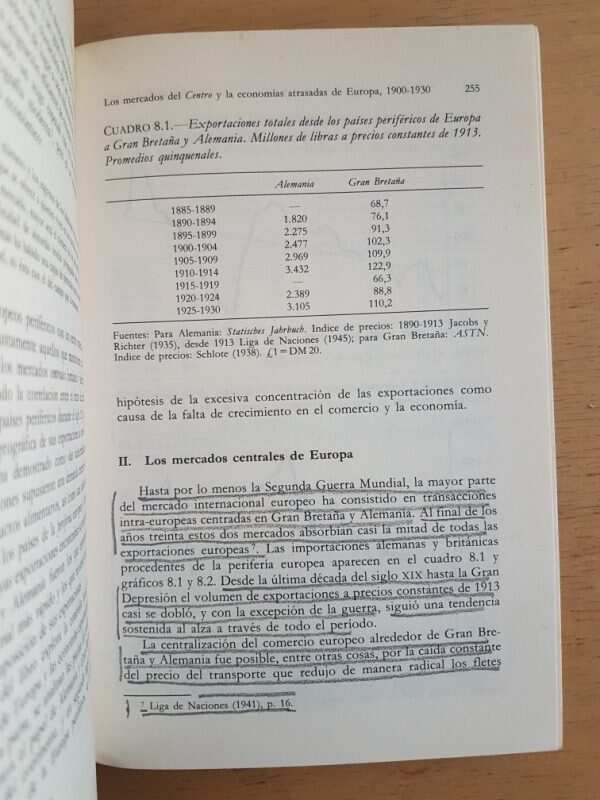 Los mercados del Centro y la economías atrasadas de Europa, 1900-1930 255
CUADRO 8.1.—Exportaciones totales desde los países periféricos de Europa
a Gran Bretaña y Alemania. Millones de libras a precios constantes de 1913.
Promedios quinquenales.
Alemania Gran Bretaña
1885-1889 — 68,7
1890-1894 1.820 76,1
1895-1899 2.275 91,3
1900-1904 2.477 102,3
1905-1909 2.969 109,9
1910-1914 3.432 122,9
1915-1919 — 66,3
1920-1924 2.389 88,8
1925-1930 3.105 110,2
Fuentes: Para Alemania: Statisches Jahrbuch. Indice de precios: 1890-1913 Jacobs y
Richter (1935), desde 1913 Liga de Naciones (1945); para Gran Bretaña: ASTN.
Indice de precios: Schlote (1938). £1=DM 20.
hipótesis de la excesiva concentración de las exportaciones como
causa de la falta de crecimiento en el comercio y la economía.
II. Los mercados centrales de Europa
Hasta por lo menos la Segunda Guerra Mundial, la mayor parte
del mercado internacional europeo ha consistido en transacciones
intra-europeas centradas en Gran Bretaña y Alemania. Al final de los
años treinta estos dos mercados absorbían casi la mitad de todas las
exportaciones europeas 7. Las importaciones alemanas y británicas
procedentes de la periferia europea aparecen en el cuadro 8.1 y
gráficos 8.1 y 8.2. Desde la última década del siglo XIX hasta la Gran
Depresión el volumen de exportaciones a precios constantes de 1913
casi se dobló, y con la excepción de la guerra, siguió una tendencia
sostenida al alza a través de todo el período.
La centralización del comercio europeo alrededor de Gran Bre-
taña y Alemania fue posible, entre otras cosas, por la caída constante
del precio del transporte que redujo de manera radical los fletes
7 Liga de Naciones (1941), p. 16.